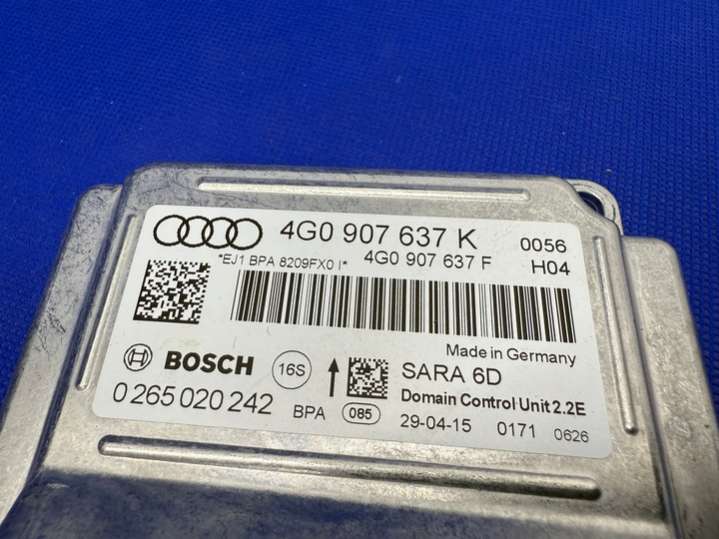 4G0 907 637 K 0056
*EJ1 BPA 8209FX0 I* 4G0 907 637 F H04
Made in Germany
BOSCH 16S SARA 6D
0 265 020 242 BPA 085 Domain Control Unit 2.2E
29-04-15 0171 0626